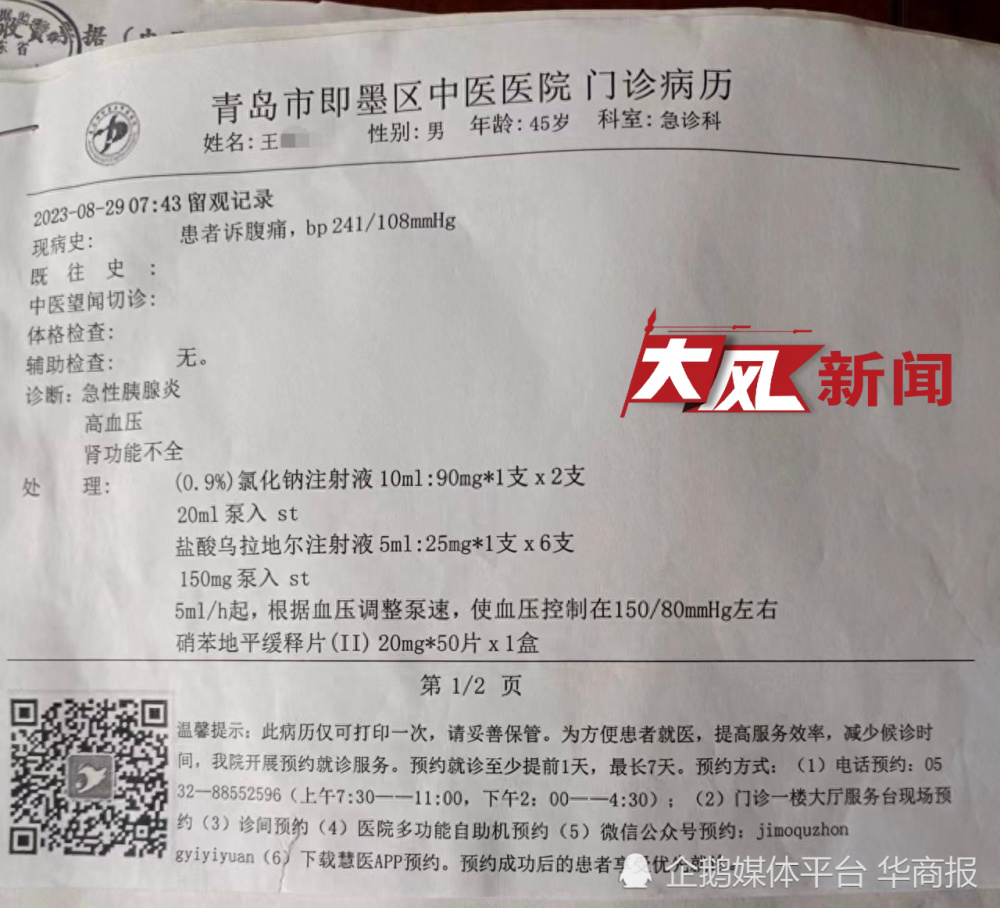 据
东省
青岛市即墨区中医医院 门诊病历
姓名: 王 性别: 男 年龄: 45岁 科室: 急诊科
2023-08-29 07:43 留观记录
现病史: 患者诉腹痛, bp 241/108mmHg
既往史:
中医望闻切诊:
体格检查:
辅助检查: 无。
诊断: 急性胰腺炎
高血压
肾功能不全
处 理: (0.9%)氯化钠注射液 10ml:90mg*1支 x 2支
20ml 泵入 st
盐酸乌拉地尔注射液 5ml:25mg*1支 x 6支
150mg 泵入 st
5ml/h起, 根据血压调整泵速, 使血压控制在150/80mmHg左右
硝苯地平缓释片(II) 20mg*50片 x 1盒
大风新闻
第 1/2 页
温馨提示: 此病历仅可打印一次, 请妥善保管。为方便患者就医, 提高服务效率, 减少候诊时
间, 我院开展预约就诊服务。预约就诊至少提前1天, 最长7天。预约方式: (1) 电话预约: 05
32—88552596 (上午7:30——11:00, 下午2: 00——4:30) ; (2) 门诊一楼大厅服务台现场预
约 (3) 诊间预约 (4) 医院多功能自助机预约 (5) 微信公众号预约: jimoquzhon
gyiyiyuan (6) 下载慧医APP预约。预约成功后的患者享受优先就诊。
企鹅媒体平台 华商报